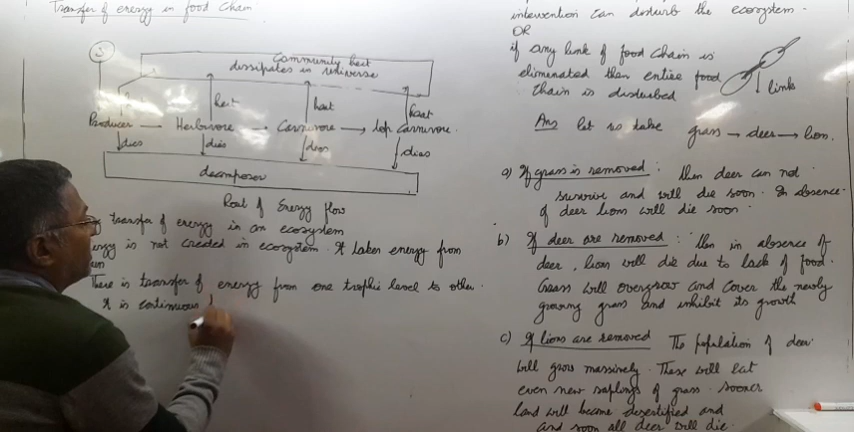 Transfer of energy in food chain
S
Community heat
dissipates in
heat
heat
heat
Producer Herbivore Carnivore top Carnivore.
dies
dies
dies
dies
decomposer
of Energy flow
transfer of energy in an ecosystem
is not created in ecosystem. It takes energy from
There is transfer of energy from one trophic level to other.
It is continuous
intervention can disturb the ecosystem.
OR
if any link of food chain is
eliminated then entire food
chain is disturbed
link
Ans let us take grass → deer → lion.
a) If grass is removed : then deer can not
survive and will die soon. In absence
of deer lions will die soon.
b) If deer are removed : then in absence of
deer, lion will die due to lack of food.
Grass will overgrow and cover the newly
growing grass and inhibit its growth
c) If lions are removed The population of deer
will grow massively. These will eat
even new saplings of grass. sooner
land will become desertified and
and soon all deer will die.